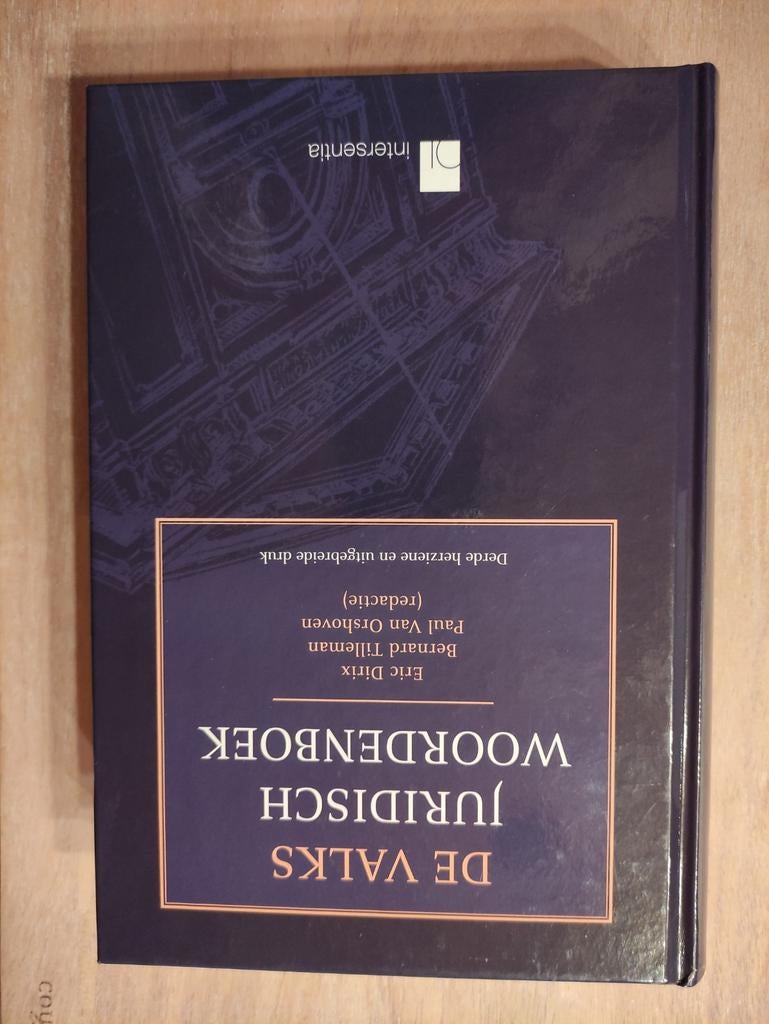 DE VALKS
JURIDISCH
WOORDENBOEK
Eric Dirix
Bernard Tilleman
Paul Van Orshoven
(redactie)
Derde herziene en uitgebreide druk
intersentia